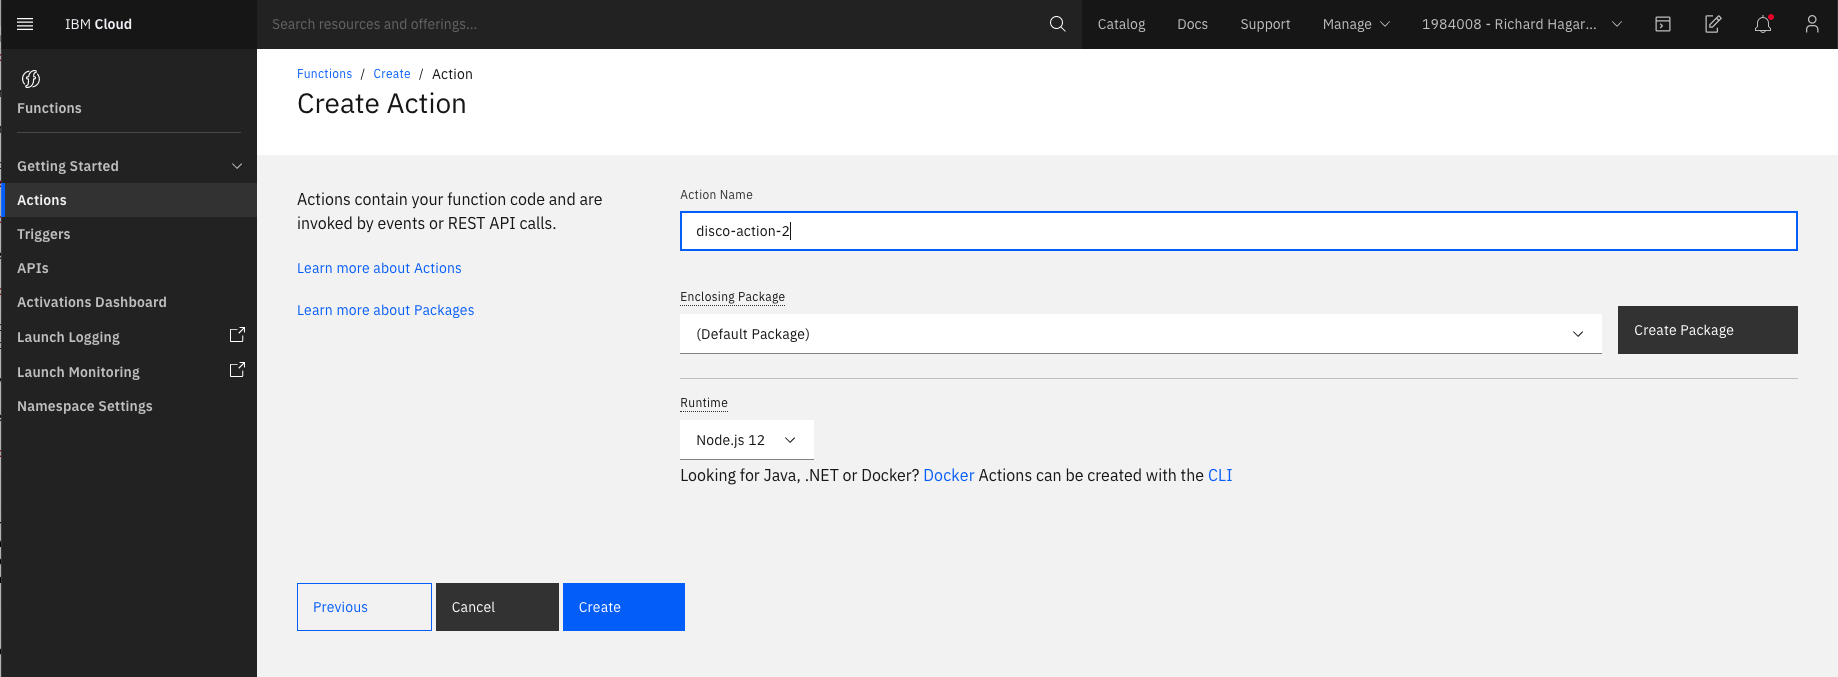 IBM Cloud
Search resources and offerings...
Catalog
Docs
Support
Manage
1984008 - Richard Hagar...
Functions
Getting Started
Actions
Triggers
APIs
Activations Dashboard
Launch Logging
Launch Monitoring
Namespace Settings
Functions / Create / Action
Create Action
Actions contain your function code and are
invoked by events or REST API calls.
Learn more about Actions
Learn more about Packages
Action Name
disco-action-2
Enclosing Package
(Default Package)
Create Package
Runtime
Node.js 12
Looking for Java, .NET or Docker? Docker Actions can be created with the CLI
Previous
Cancel
Create